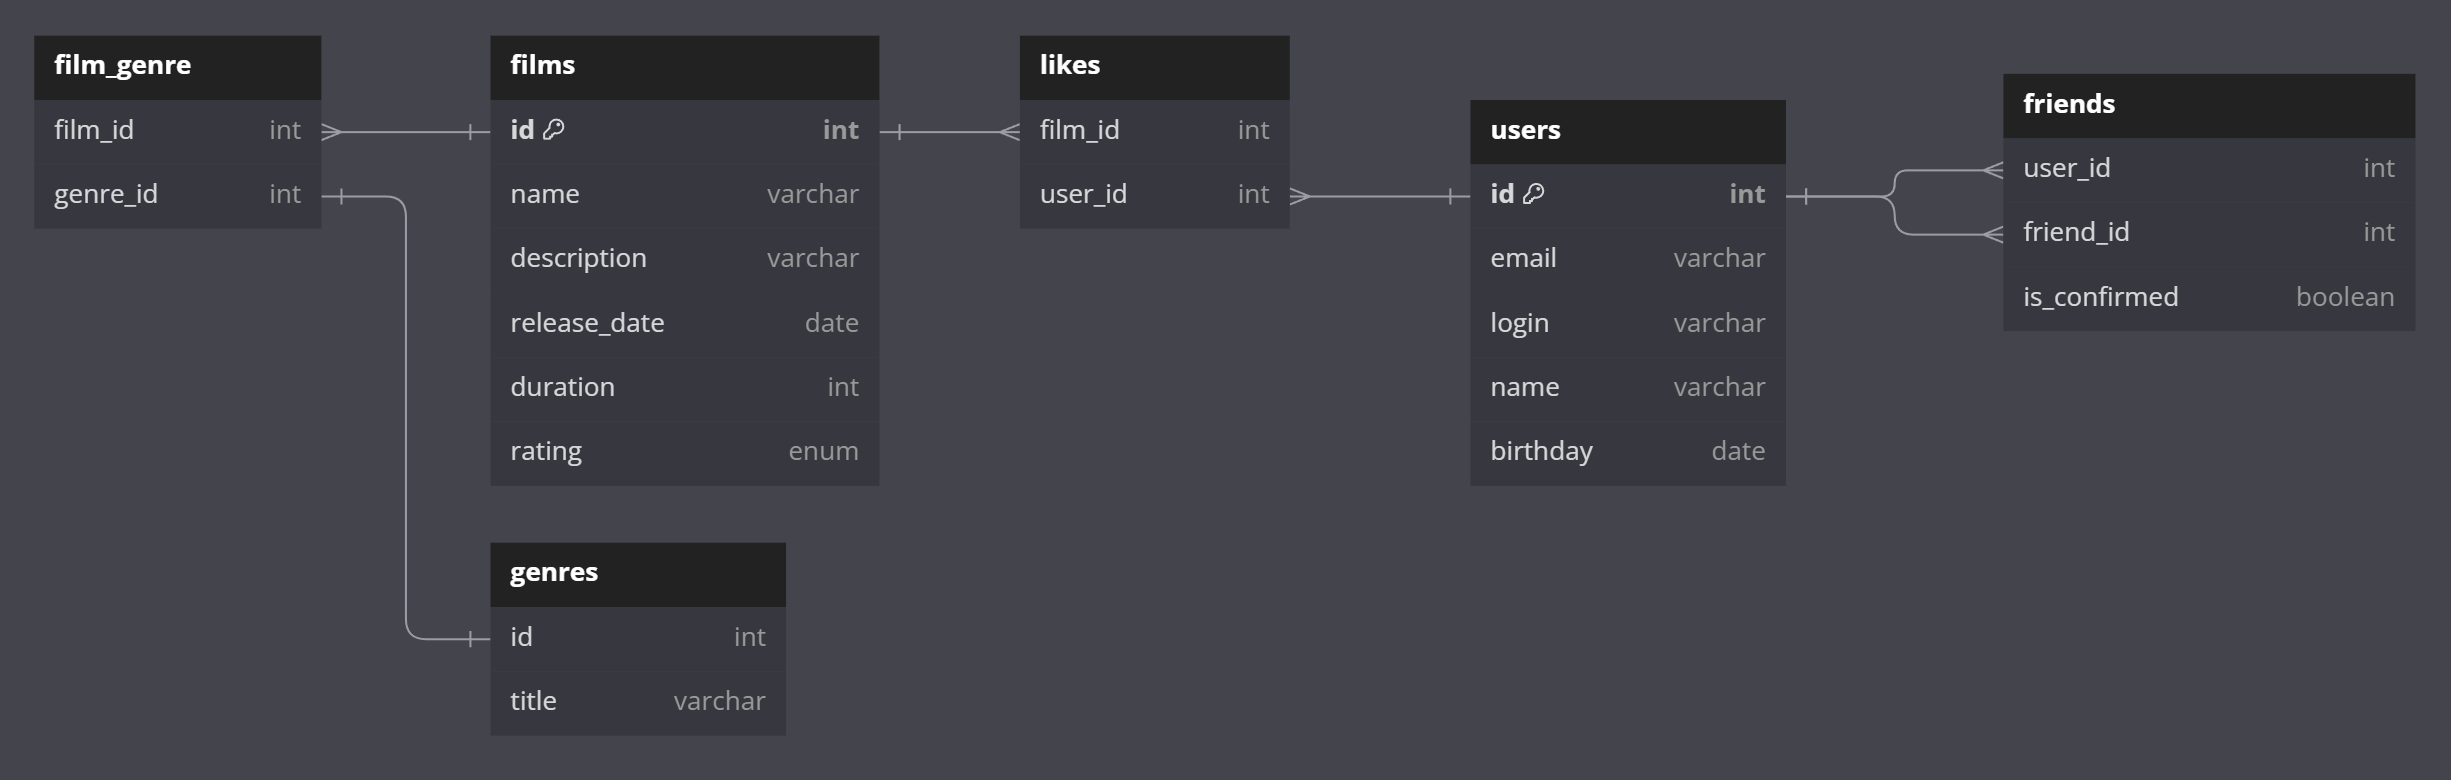 film_genre
film_id int
genre_id int
films
id int
name varchar
description varchar
release_date date
duration int
rating enum
genres
id int
title varchar
likes
film_id int
user_id int
users
id int
email varchar
login varchar
name varchar
birthday date
friends
user_id int
friend_id int
is_confirmed boolean